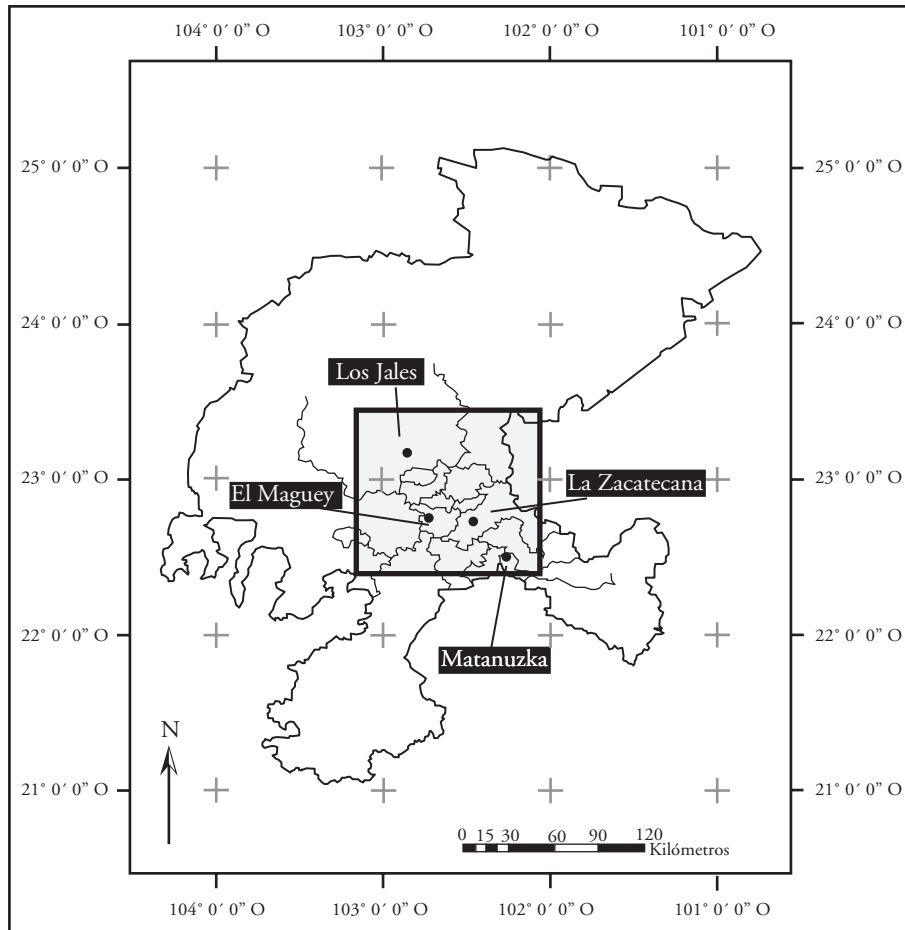 104° 0′ 0” O 103° 0′ 0” O 102° 0′ 0” O 101° 0′ 0” O
25° 0′ 0” O 25° 0′ 0” O
24° 0′ 0” O 24° 0′ 0” O
Los Jales
23° 0′ 0” O 23° 0′ 0” O
La Zacatecana
El Maguey
22° 0′ 0” O 22° 0′ 0” O
Matanuzka
N
21° 0′ 0” O 21° 0′ 0” O
0 15 30 60 90 120
Kilómetros
104° 0′ 0” O 103° 0′ 0” O 102° 0′ 0” O 101° 0′ 0” O